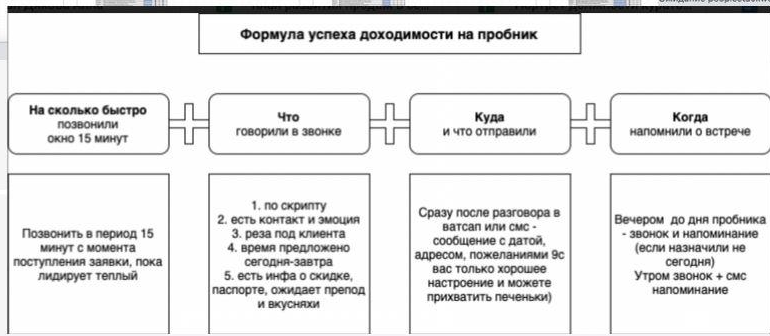 Формула успеха доходимости на пробник
На сколько быстро
позвонили
окно 15 минут
Что
говорили в звонке
Куда
и что отправили
Когда
напомнили о встрече
Позвонить в период 15
минут с момента
поступления заявки, пока
лидирует теплый
1. по скрипту
2. есть контакт и эмоция
3. реза под клиента
4. время предложено
сегодня-завтра
5. есть инфа о скидке,
паспорте, ожидает препод
и вкусняхи
Сразу после разговора в
ватсап или смс -
сообщение с датой,
адресом, пожеланиями 9с
вас только хорошее
настроение и можете
прихватить печеньки)
Вечером до дня пробника
- звонок и напоминание
(если назначили не
сегодня)
Утром звонок + смс
напоминание